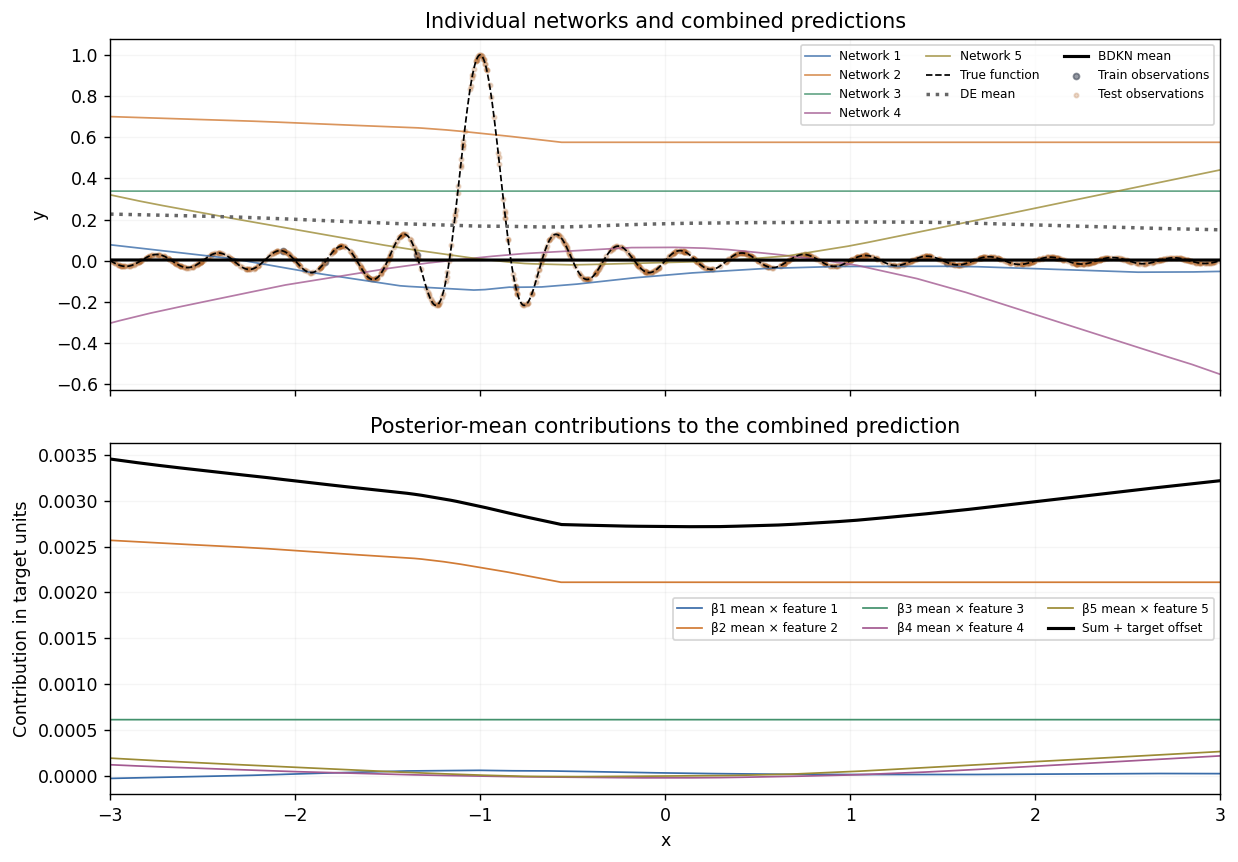 Individual networks and combined predictions
1.0
0.8
0.6
0.4
0.2
0.0
−0.2
−0.4
−0.6
y
Network 1
Network 2
Network 3
Network 4
Network 5
True function
DE mean
BDKN mean
Train observations
Test observations
Posterior-mean contributions to the combined prediction
0.0035
0.0030
0.0025
0.0020
0.0015
0.0010
0.0005
0.0000
Contribution in target units
β1 mean × feature 1
β2 mean × feature 2
β3 mean × feature 3
β4 mean × feature 4
β5 mean × feature 5
Sum + target offset
−3 −2 −1 0 1 2 3
x